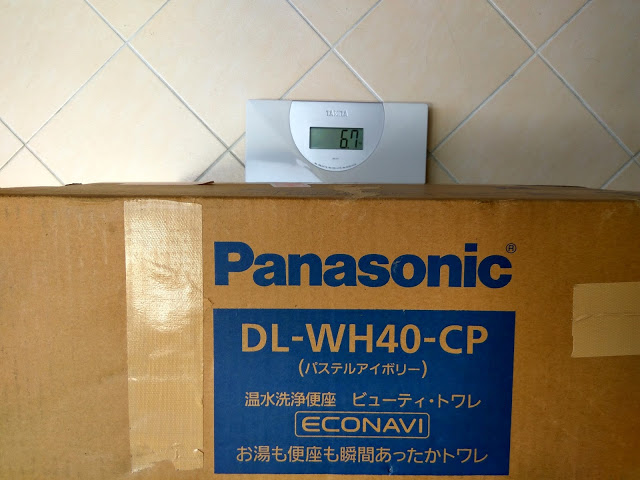 TANITA
6.7
Panasonic®
DL-WH40-CP
(パステルアイボリー)
温水洗浄便座 ビューティ・トワレ
ECONAVI
お湯も便座も瞬間あったかトワレ